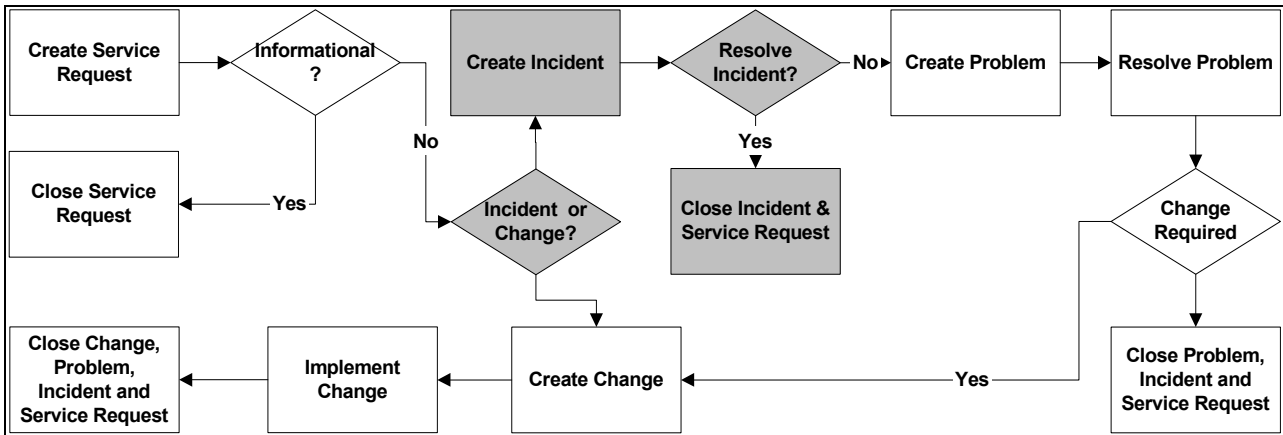 Create Service
Request
Informational
?
Create Incident
Resolve
Incident?
No
Create Problem
Resolve Problem
No
Yes
Close Service
Request
Yes
Incident  or
Change?
Close Incident &
Service Request
Change
Required
Close Change,
Problem,
Incident and
Service Request
Implement
Change
Create Change
Yes
Close Problem,
Incident and
Service Request